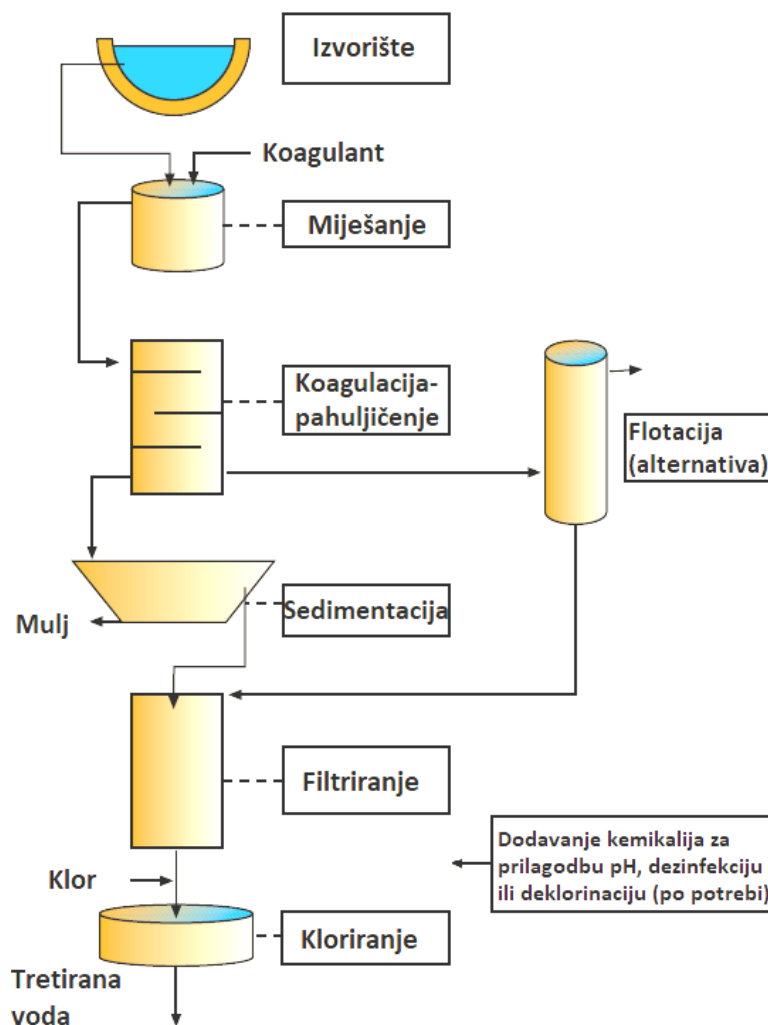 Izvorište
Koagulant
Miješanje
Koagulacija-
pahuljičenje
Flotacija
(alternativa)
Mulj
Sedimentacija
Filtriranje
Dodavanje kemikalija za
prilagodbu pH, dezinfekciju
ili deklorinaciju (po potrebi)
Klor
Kloriranje
Tretirana
voda